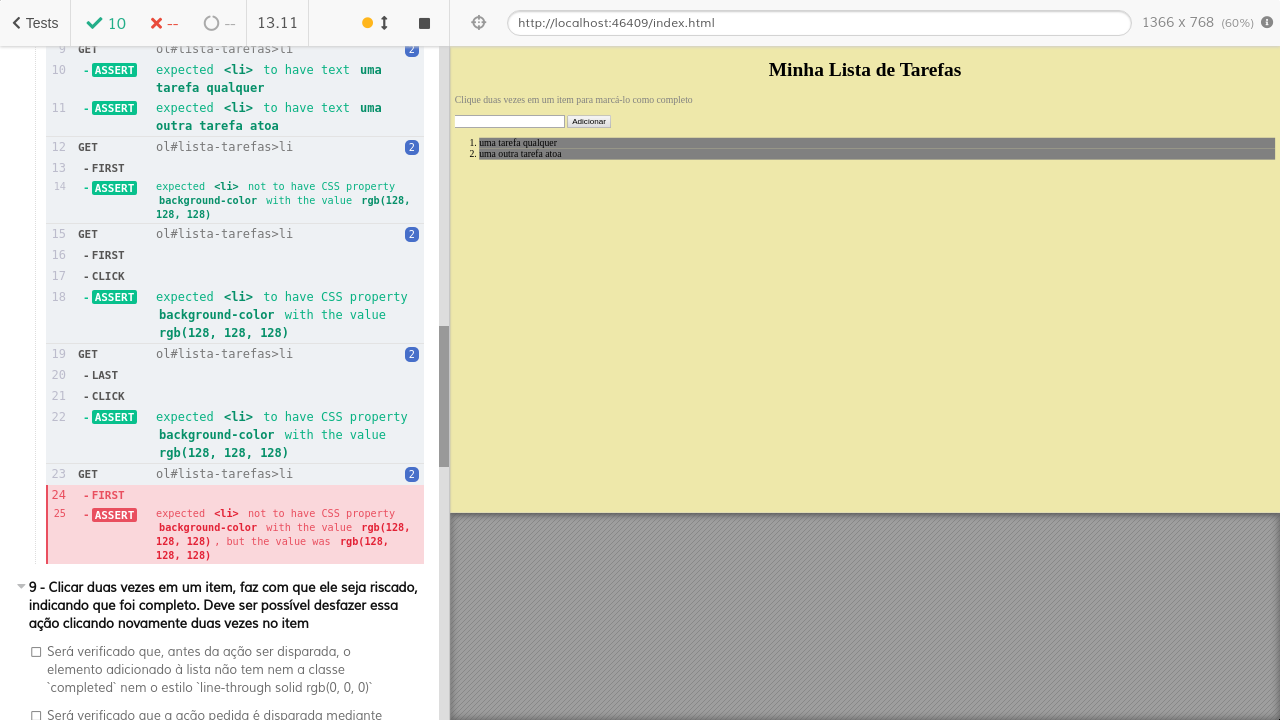 Tests
10
--
--
13.11
http://localhost:46409/index.html
1366 x 768 (60%)
9 GET ol#lista-tarefas>li 2
10 - ASSERT expected <li> to have text uma
tarefa qualquer
11 - ASSERT expected <li> to have text uma
outra tarefa atoa
12 GET ol#lista-tarefas>li 2
13 - FIRST
14 - ASSERT expected <li> not to have CSS property
background-color with the value rgb(128,
128, 128)
15 GET ol#lista-tarefas>li 2
16 - FIRST
17 - CLICK
18 - ASSERT expected <li> to have CSS property
background-color with the value
rgb(128, 128, 128)
19 GET ol#lista-tarefas>li 2
20 - LAST
21 - CLICK
22 - ASSERT expected <li> to have CSS property
background-color with the value
rgb(128, 128, 128)
23 GET ol#lista-tarefas>li 2
24 - FIRST
25 - ASSERT expected <li> not to have CSS property
background-color with the value rgb(128,
128, 128), but the value was rgb(128,
128, 128)
9 - Clicar duas vezes em um item, faz com que ele seja riscado,
indicando que foi completo. Deve ser possível desfazer essa
ação clicando novamente duas vezes no item
Será verificado que, antes da ação ser disparada, o
elemento adicionado à lista não tem nem a classe
`completed` nem o estilo `line-through solid rgb(0, 0, 0)`
Será verificado que a ação pedida é disparada mediante
Minha Lista de Tarefas
Clique duas vezes em um item para marcá-lo como completo
Adicionar
1. uma tarefa qualquer
2. uma outra tarefa atoa